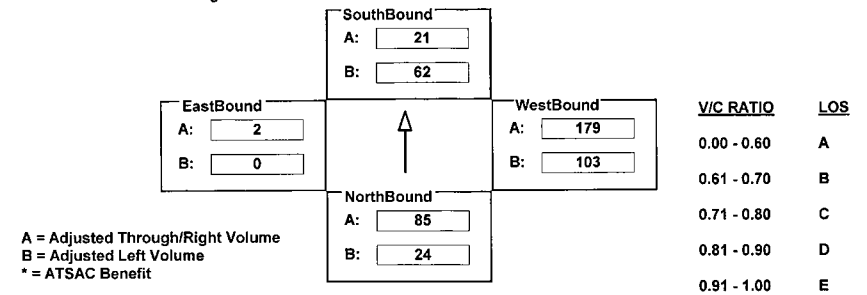 SouthBound
A: 21
B: 62
EastBound
A: 2
B: 0
WestBound
A: 179
B: 103
NorthBound
A: 85
B: 24
A = Adjusted Through/Right Volume
B = Adjusted Left Volume
* = ATSAC Benefit
V/C RATIO LOS
0.00 - 0.60 A
0.61 - 0.70 B
0.71 - 0.80 C
0.81 - 0.90 D
0.91 - 1.00 E